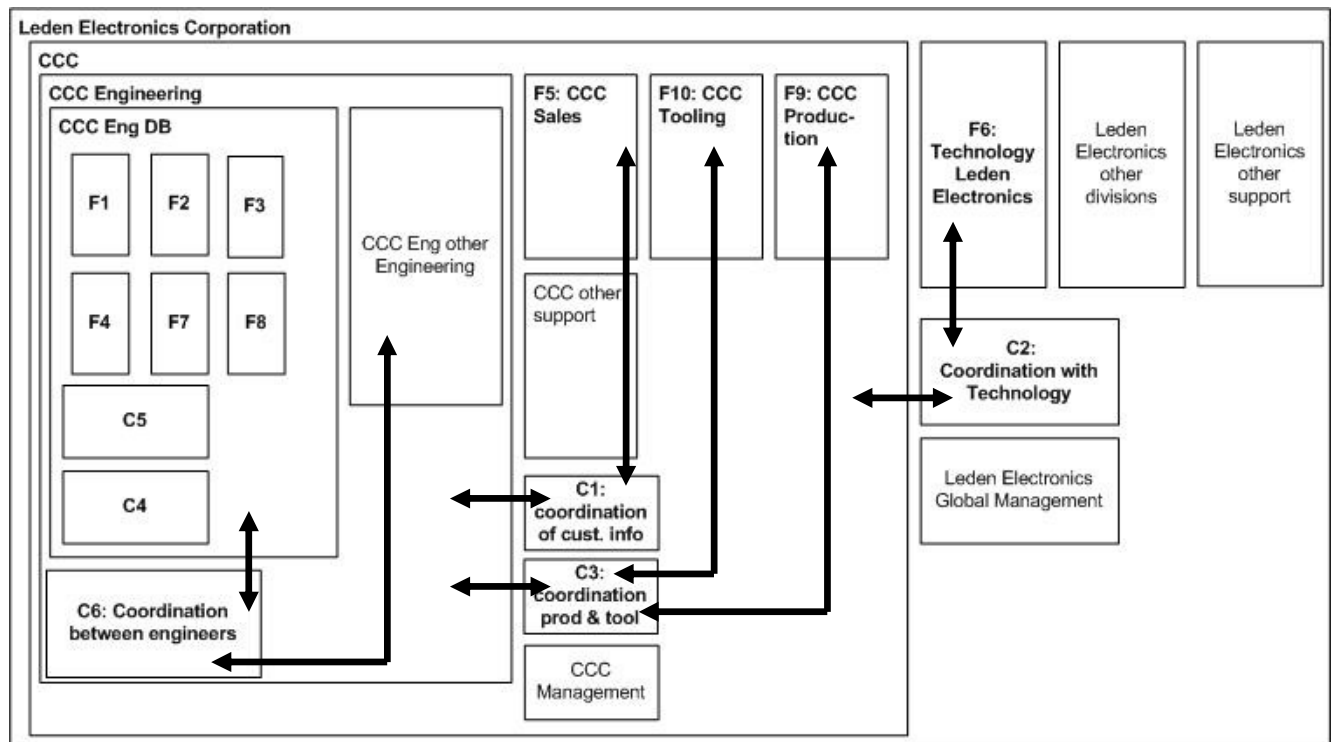 Leden Electronics Corporation
CCC
CCC Engineering
CCC Eng DB
F1
F2
F3
F4
F7
F8
C5
C4
C6: Coordination
between engineers
CCC Eng other
Engineering
F5: CCC
Sales
F10: CCC
Tooling
F9: CCC
Produc-
tion
CCC other
support
C1:
coordination
of cust. info
C3:
coordination
prod & tool
CCC
Management
F6:
Technology
Leden
Electronics
Leden
Electronics
other
divisions
Leden
Electronics
other
support
C2:
Coordination with
Technology
Leden Electronics
Global Management